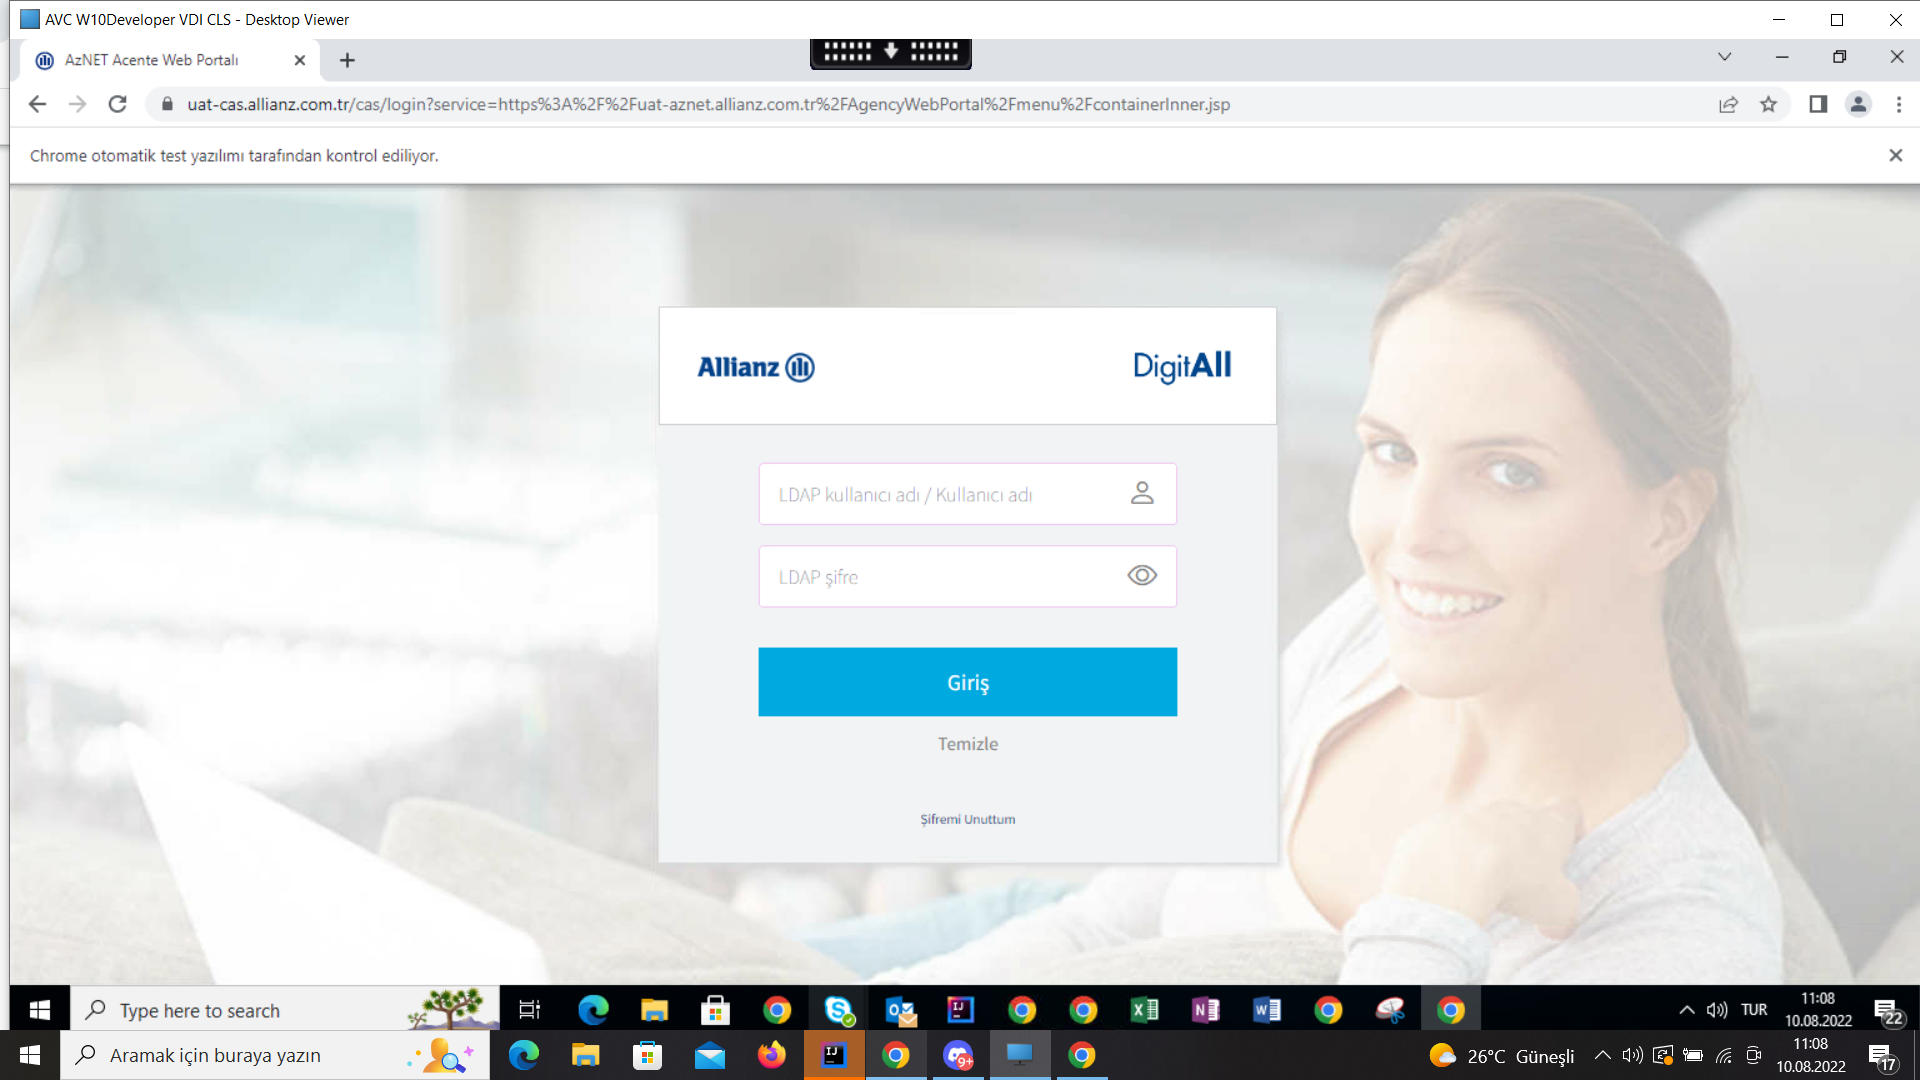 AVC W10Developer VDI CLS - Desktop Viewer
AzNET Acente Web Portalı
uat-cas.allianz.com.tr/cas/login?service=https%3A%2F%2Fuat-aznet.allianz.com.tr%2FAgencyWebPortal%2Fmenu%2FcontainerInner.jsp
Chrome otomatik test yazılımı tarafından kontrol ediliyor.
Allianz
DigitAll
LDAP kullanıcı adı / Kullanıcı adı
LDAP şifre
Giriş
Temizle
Şifremi Unuttum
Type here to search
TUR
11:08
10.08.2022
22
Aramak için buraya yazın
9+
26°C Güneşli
11:08
10.08.2022
17